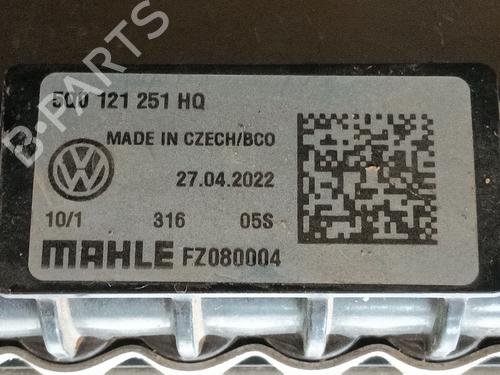 5Q0 121 251 HQ
MADE IN CZECH/BCO
27.04.2022
10/1 316 05S
MAHLE FZ080004
B-PARTS